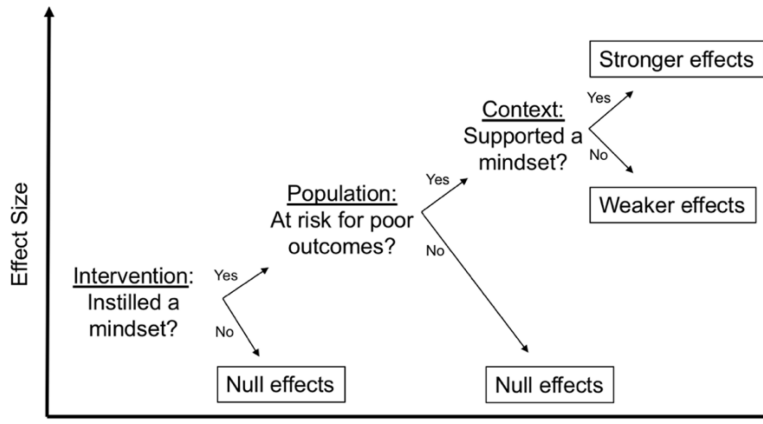 Effect Size
Intervention:
Instilled a
mindset?
Yes
No
Null effects
Population:
At risk for poor
outcomes?
Yes
No
Null effects
Context:
Supported a
mindset?
Yes
No
Stronger effects
Weaker effects